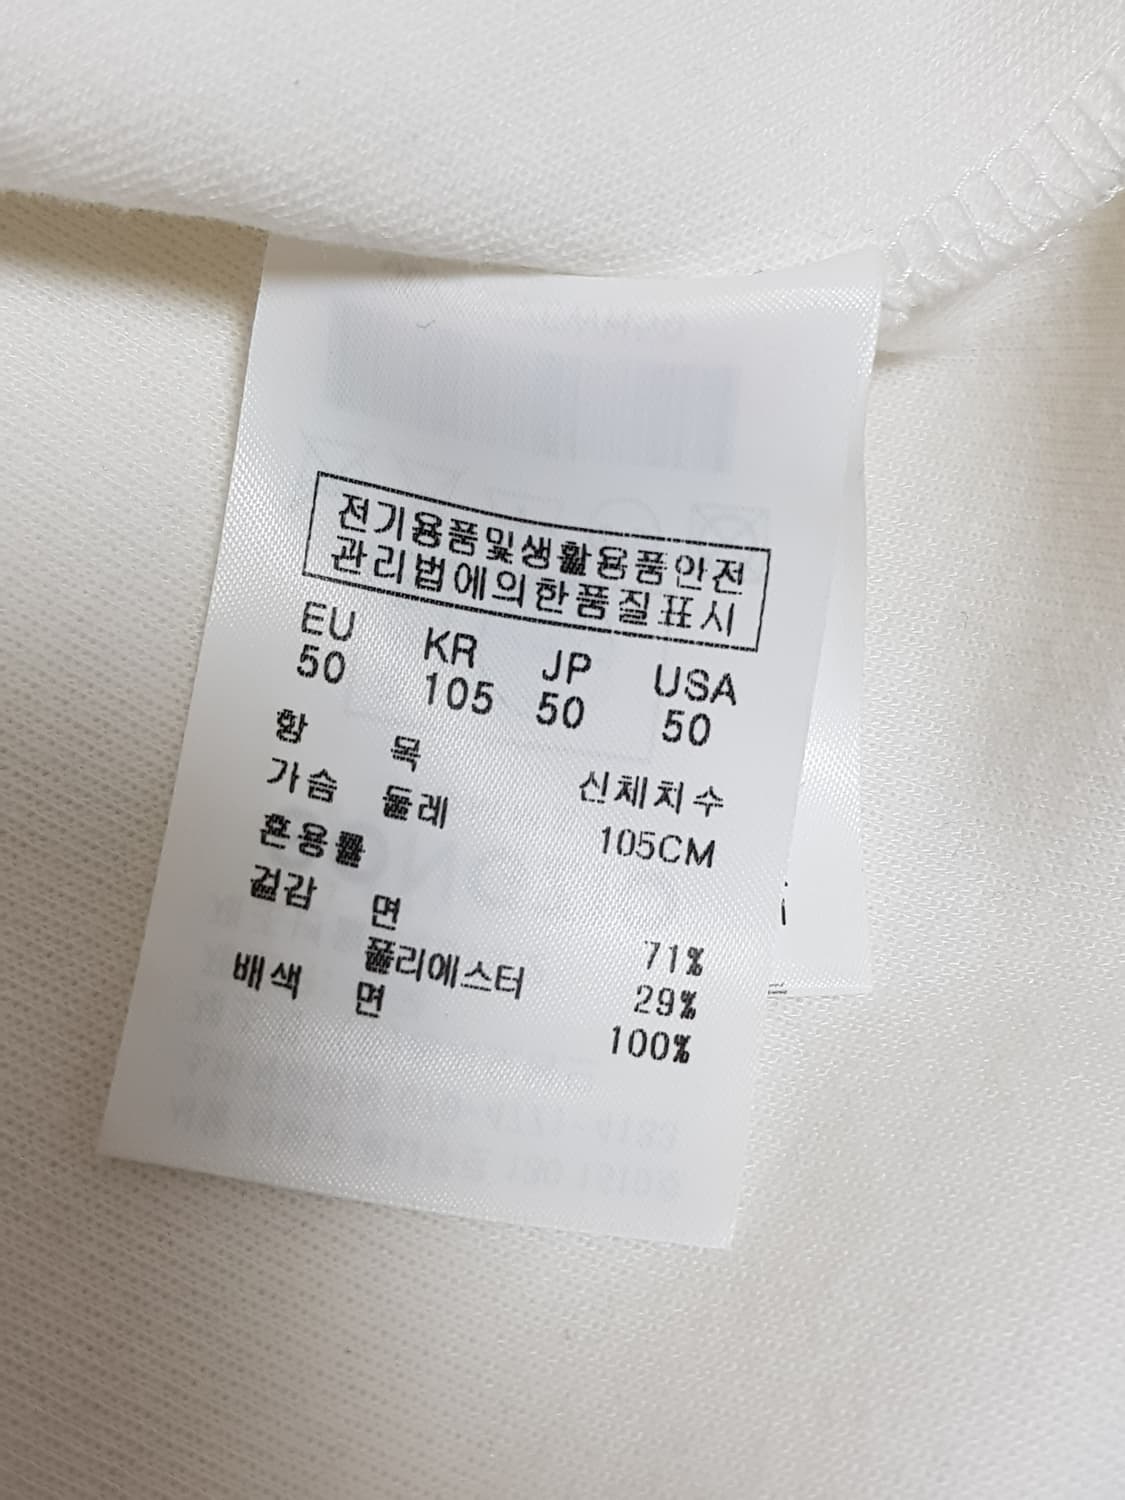 전기용품및생활용품안전
관리법에의한품질표시
EU KR JP USA
50 105 50 50
항 목 신체치수
가슴 둘레 105CM
혼용률
겉감 면 71%
폴리에스터 29%
배색 면 100%